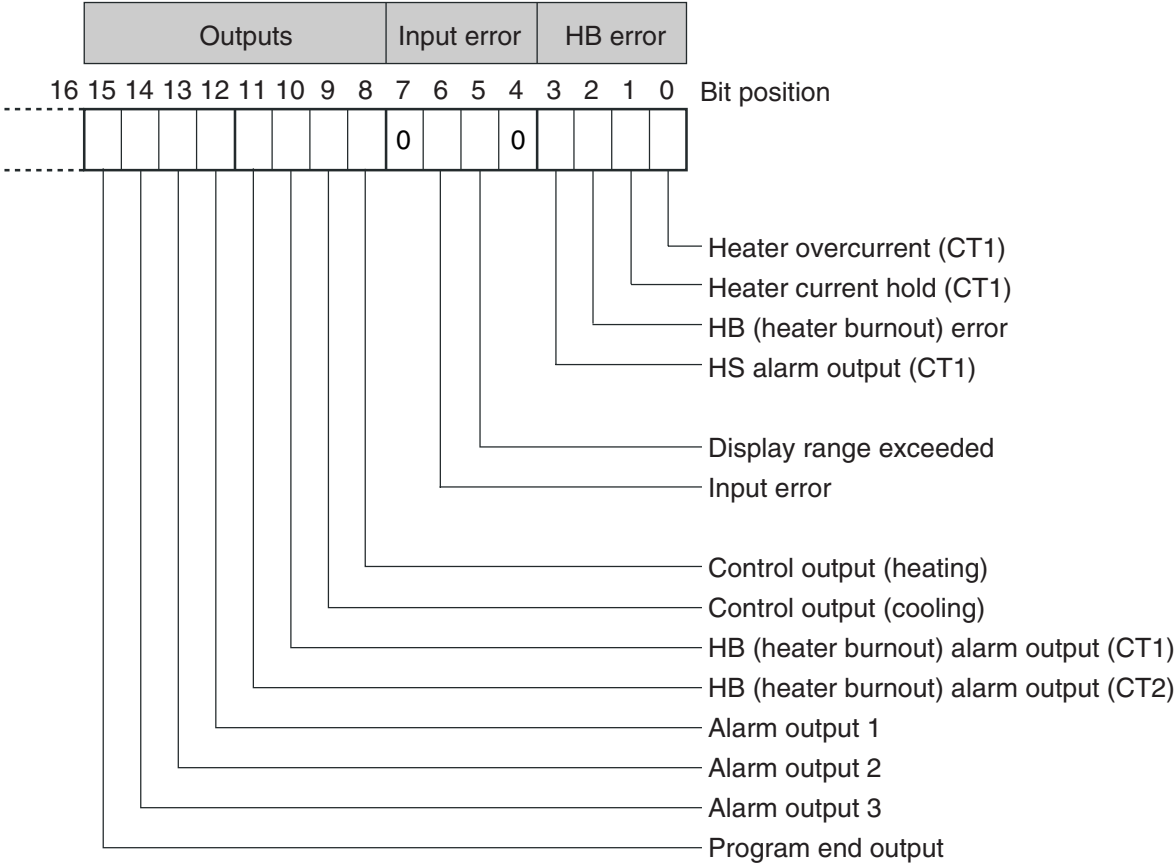 Outputs Input error HB error
16 15 14 13 12 11 10 9 8 7 6 5 4 3 2 1 0 Bit position
0 0
Heater overcurrent (CT1)
Heater current hold (CT1)
HB (heater burnout) error
HS alarm output (CT1)
Display range exceeded
Input error
Control output (heating)
Control output (cooling)
HB (heater burnout) alarm output (CT1)
HB (heater burnout) alarm output (CT2)
Alarm output 1
Alarm output 2
Alarm output 3
Program end output